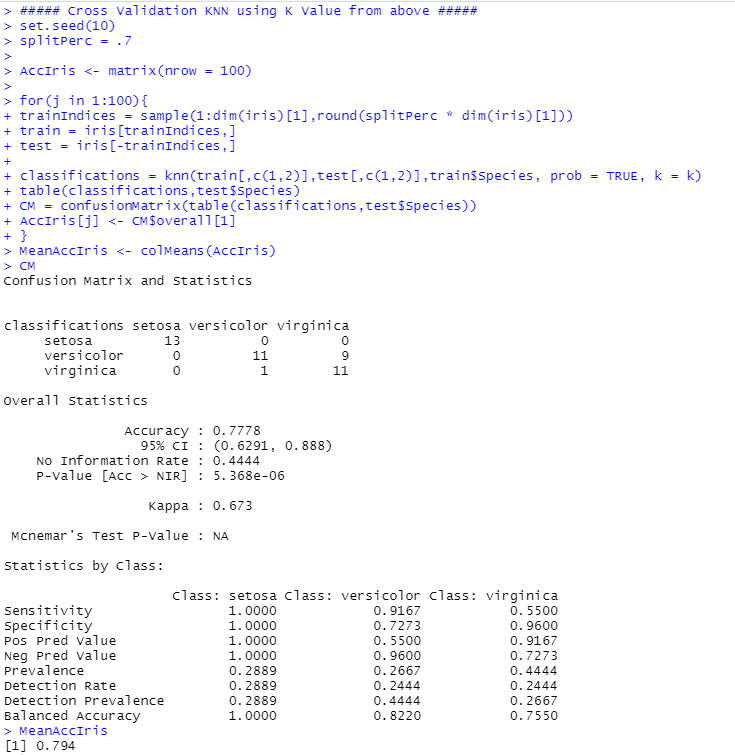 > ##### Cross Validation KNN using K Value from above #####
> set.seed(10)
> splitPerc = .7
>
> AccIris <- matrix(nrow = 100)
>
> for(j in 1:100){
+ trainIndices = sample(1:dim(iris)[1],round(splitPerc * dim(iris)[1]))
+ train = iris[trainIndices,]
+ test = iris[-trainIndices,]
+
+ classifications = knn(train[,c(1,2)],test[,c(1,2)],train$Species, prob = TRUE, k = k)
+ table(classifications,test$Species)
+ CM = confusionMatrix(table(classifications,test$Species))
+ AccIris[j] <- CM$overall[1]
+ }
> MeanAccIris <- colMeans(AccIris)
> CM
Confusion Matrix and Statistics
classifications setosa versicolor virginica
setosa 13 0 0
versicolor 0 11 9
virginica 0 1 11
Overall Statistics
Accuracy : 0.7778
95% CI : (0.6291, 0.888)
No Information Rate : 0.4444
P-Value [Acc > NIR] : 5.368e-06
Kappa : 0.673
Mcnemar's Test P-Value : NA
Statistics by Class:
Class: setosa Class: versicolor Class: virginica
Sensitivity 1.0000 0.9167 0.5500
Specificity 1.0000 0.7273 0.9600
Pos Pred Value 1.0000 0.5500 0.9167
Neg Pred Value 1.0000 0.9600 0.7273
Prevalence 0.2889 0.2667 0.4444
Detection Rate 0.2889 0.2444 0.2444
Detection Prevalence 0.2889 0.4444 0.2667
Balanced Accuracy 1.0000 0.8220 0.7550
> MeanAccIris
[1] 0.794